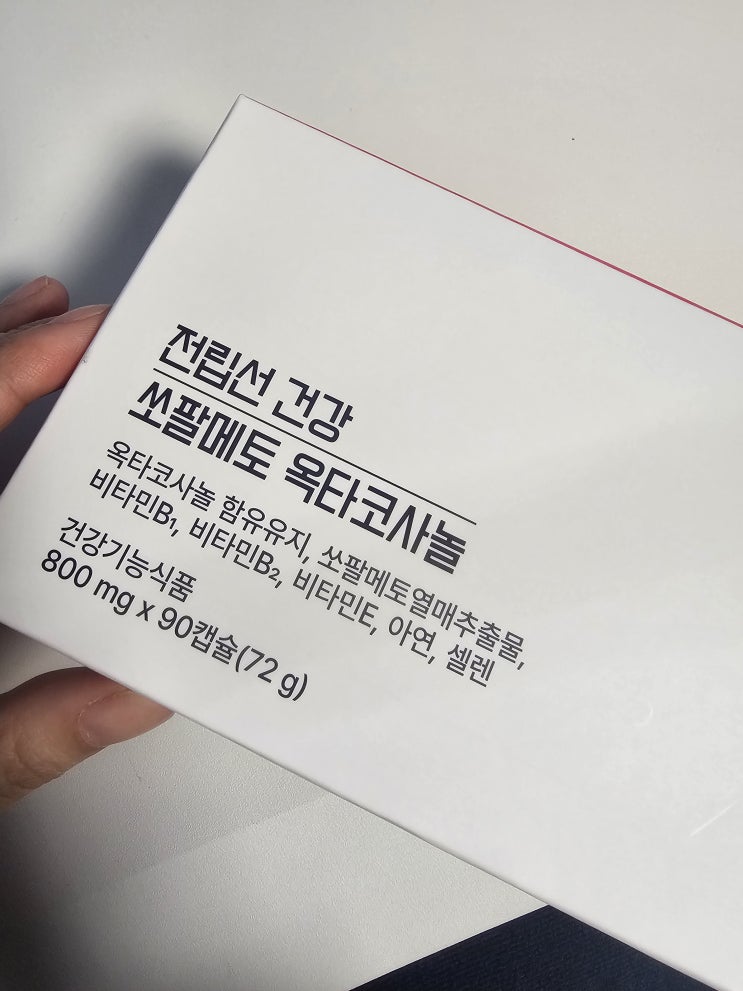 전립선 건강
쏘팔메토 옥타코사놀
옥타코사놀 함유유지, 쏘팔메토열매추출물,
비타민B₁, 비타민B₂, 비타민E, 아연, 셀렌
건강기능식품
800 mg x 90캡슐(72 g)